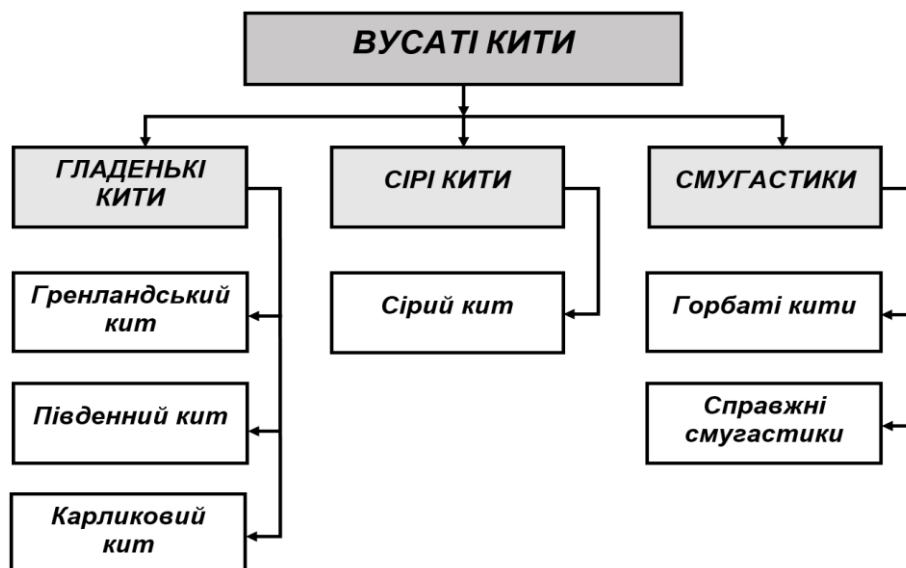 ВУСАТІ КИТИ
ГЛАДЕНЬКІ
КИТИ
СІРІ КИТИ
СМУГАСТИКИ
Гренландський
кит
Сірий кит
Горбаті кити
Південний кит
Справжні
смугастики
Карликовий
кит